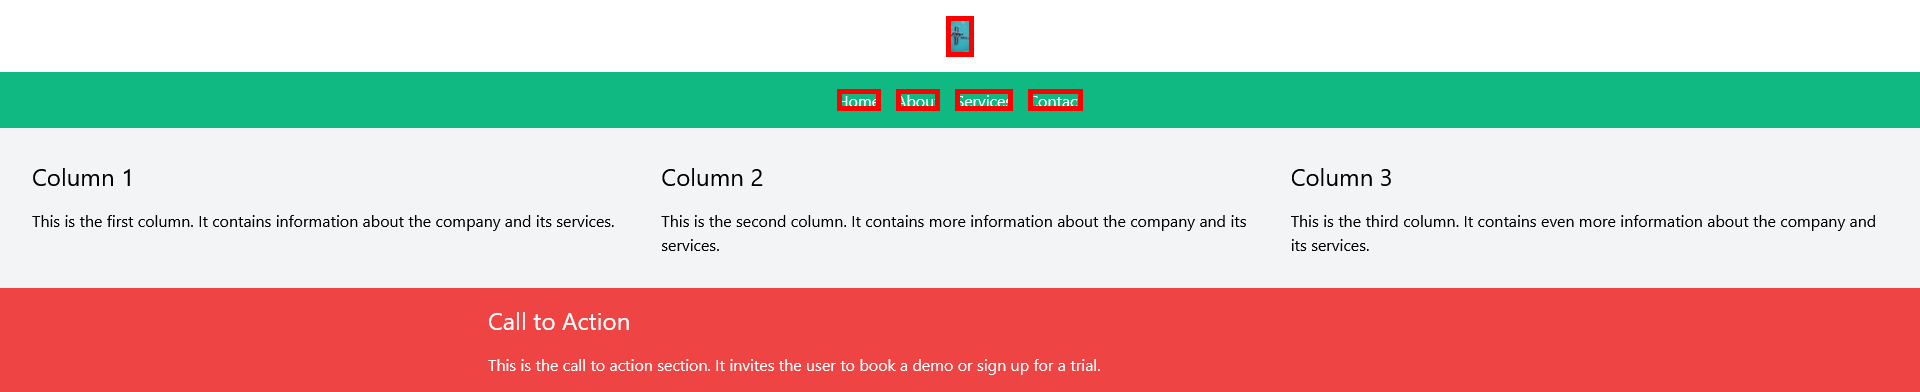 Home About Services Contact
Column 1
This is the first column. It contains information about the company and its services.
Column 2
This is the second column. It contains more information about the company and its
services.
Column 3
This is the third column. It contains even more information about the company and
its services.
Call to Action
This is the call to action section. It invites the user to book a demo or sign up for a trial.